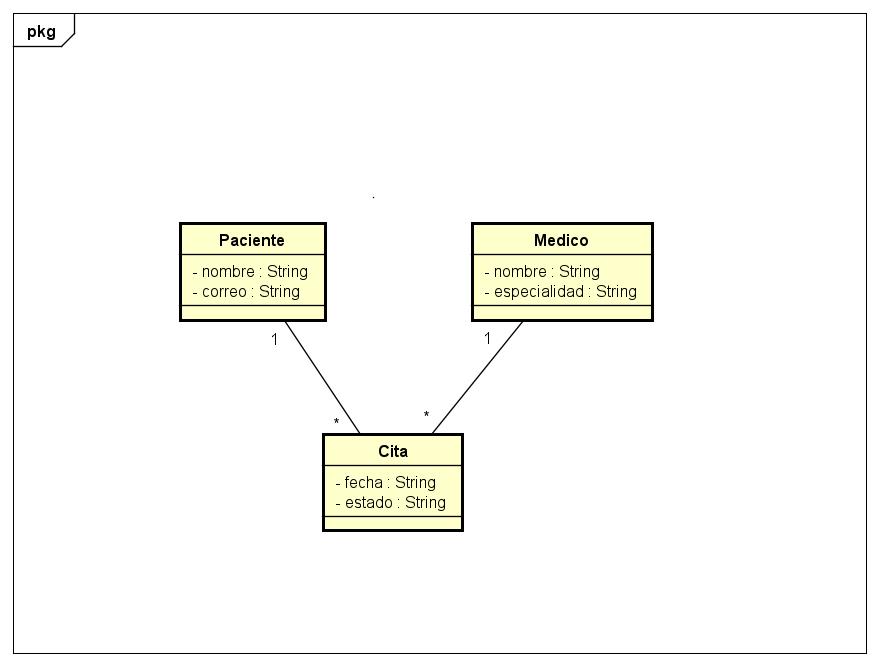 pkg
Paciente
- nombre : String
- correo : String
Medico
- nombre : String
- especialidad : String
1
1
*
*
Cita
- fecha : String
- estado : String